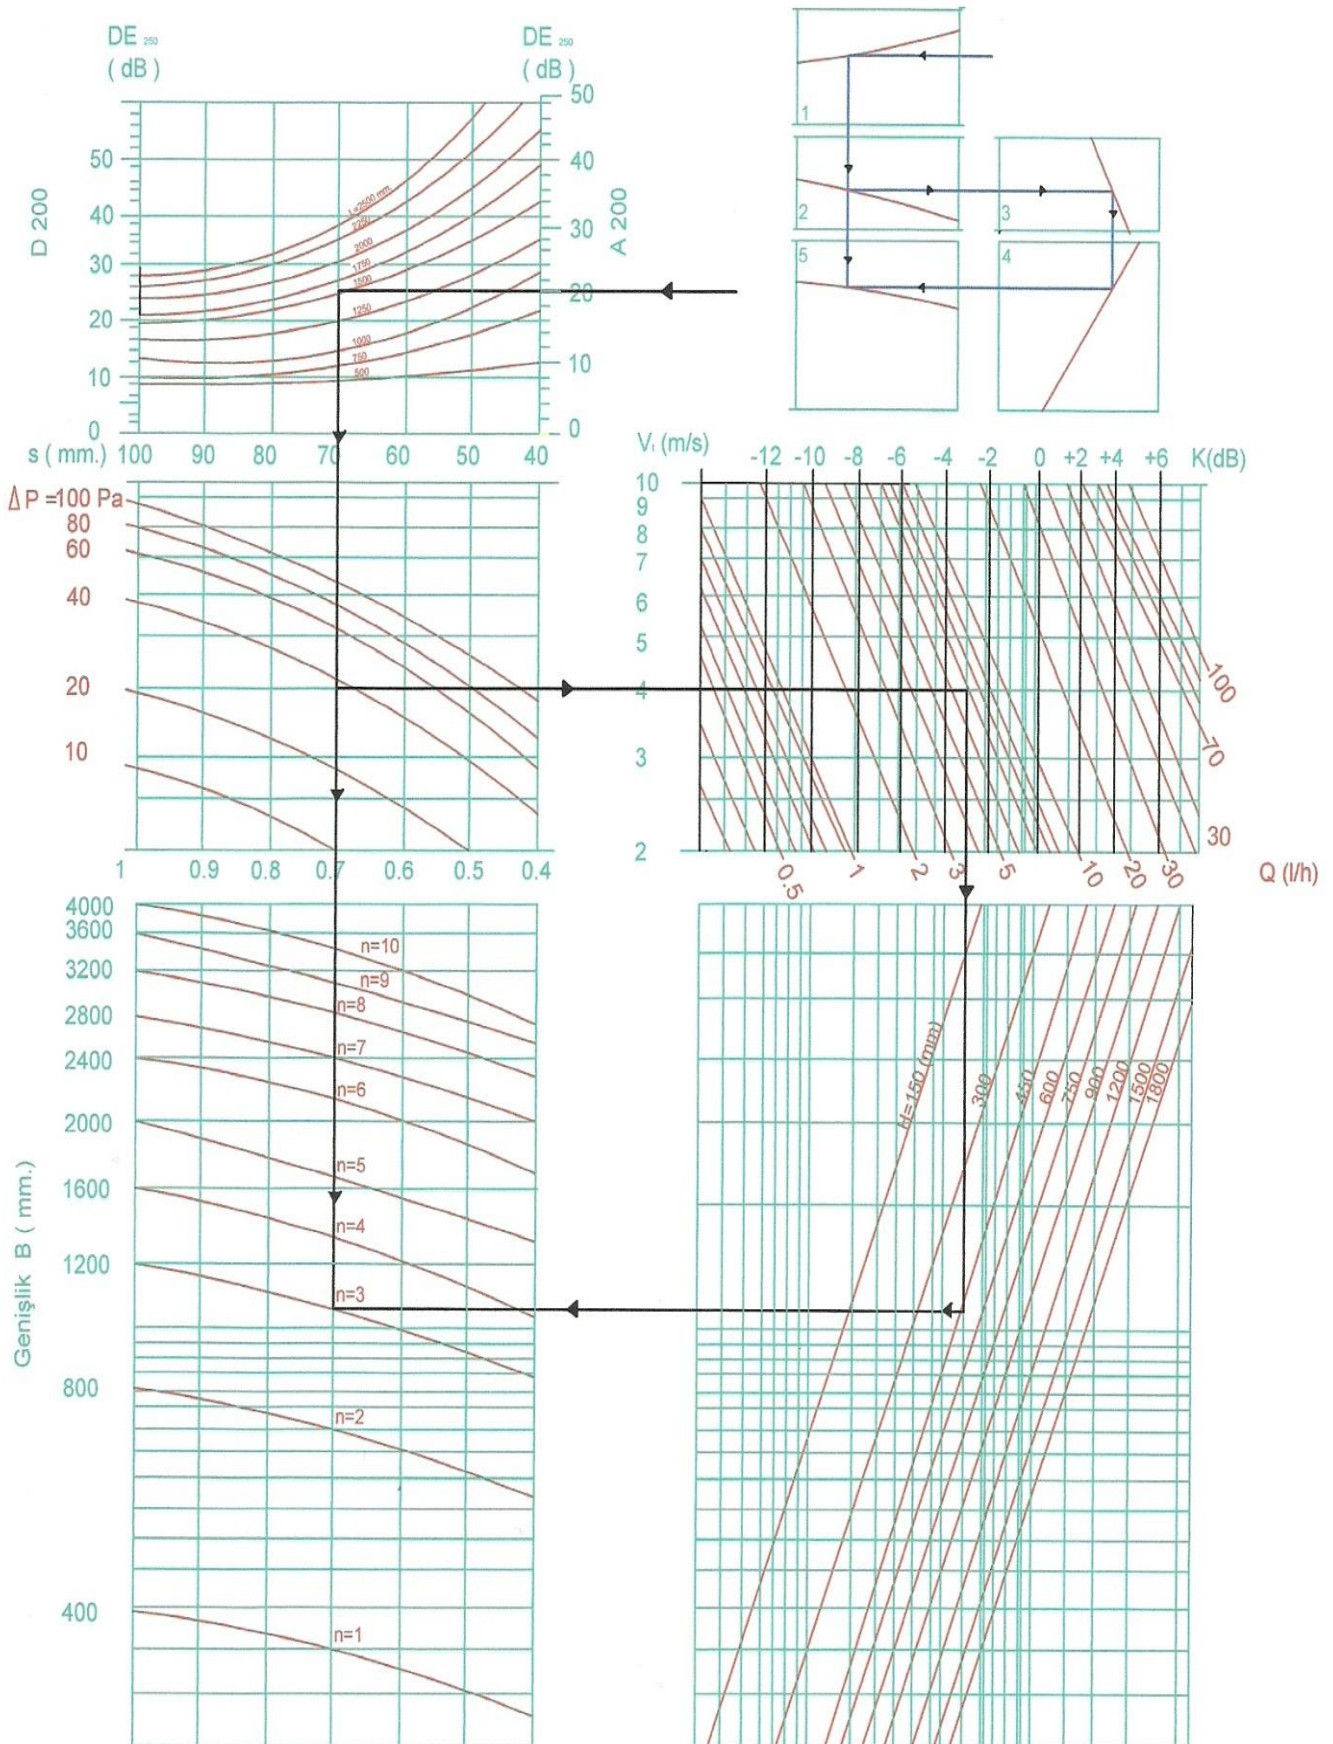 DE 250
( dB )
DE 250
( dB )
D 200
50
40
30
20
10
0
50
40
30
20
10
0
A 200
L=2500 mm.
2250
2000
1750
1500
1250
1000
750
500
s ( mm.) 100 90 80 70 60 50 40
1
2
3
5
4
Δ P =100 Pa
80
60
40
20
10
1 0.9 0.8 0.7 0.6 0.5 0.4
V₁ (m/s)
-12 -10 -8 -6 -4 -2 0 +2 +4 +6 K(dB)
10
9
8
7
6
5
4
3
2
100
70
30
0.5 1 2 3 5 10 20 30 Q (l/h)
Genişlik B ( mm.)
4000
3600
3200
2800
2400
2000
1600
1200
800
400
n=10
n=9
n=8
n=7
n=6
n=5
n=4
n=3
n=2
n=1
H=150 (mm)
300
450
600
750
900
1200
1500
1800